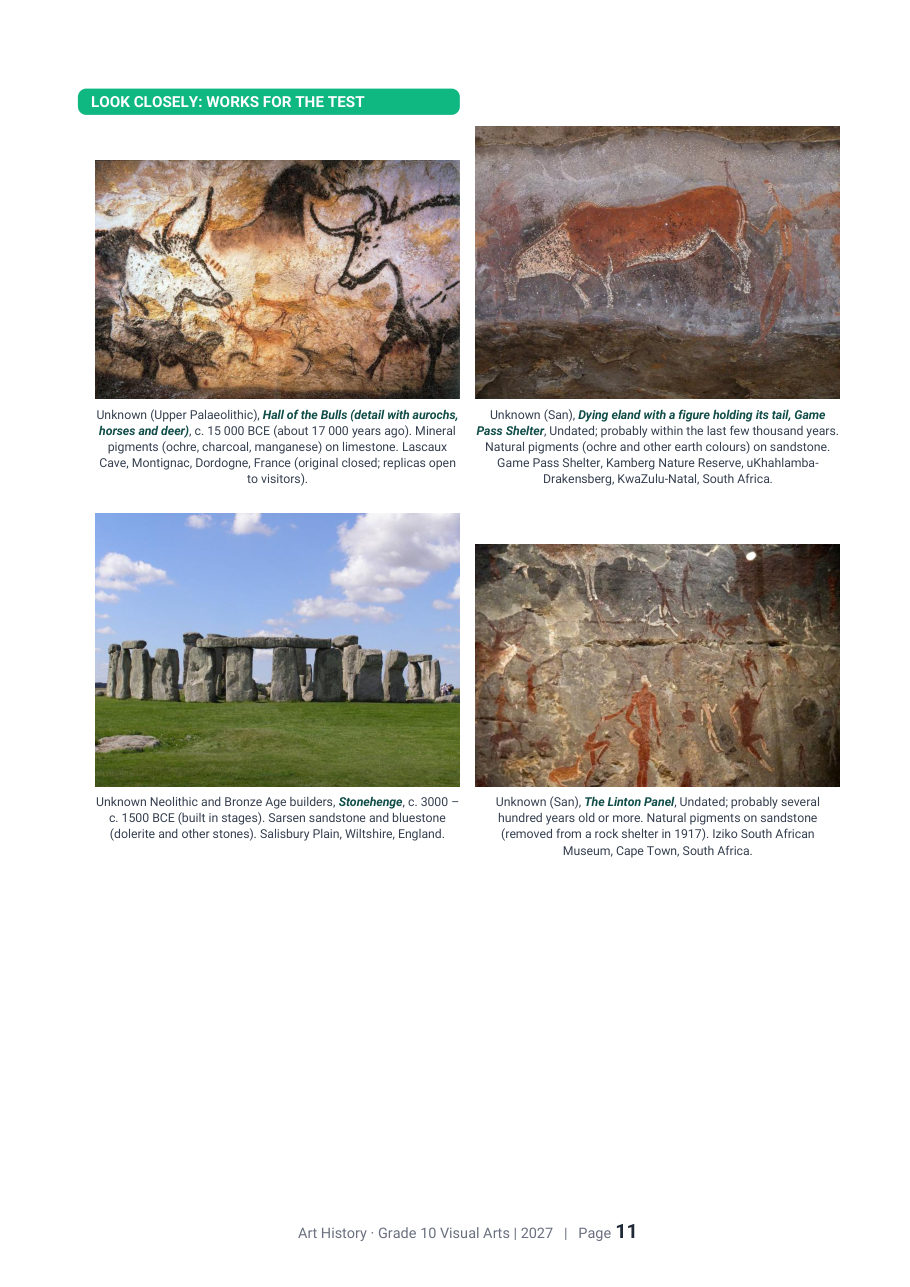 LOOK CLOSELY: WORKS FOR THE TEST
Unknown (Upper Palaeolithic), Hall of the Bulls (detail with aurochs,
horses and deer), c. 15 000 BCE (about 17 000 years ago). Mineral
pigments (ochre, charcoal, manganese) on limestone. Lascaux
Cave, Montignac, Dordogne, France (original closed; replicas open
to visitors).
Unknown (San), Dying eland with a figure holding its tail, Game
Pass Shelter, Undated; probably within the last few thousand years.
Natural pigments (ochre and other earth colours) on sandstone.
Game Pass Shelter, Kamberg Nature Reserve, uKhahlamba-
Drakensberg, KwaZulu-Natal, South Africa.
Unknown Neolithic and Bronze Age builders, Stonehenge, c. 3000 –
c. 1500 BCE (built in stages). Sarsen sandstone and bluestone
(dolerite and other stones). Salisbury Plain, Wiltshire, England.
Unknown (San), The Linton Panel, Undated; probably several
hundred years old or more. Natural pigments on sandstone
(removed from a rock shelter in 1917). Iziko South African
Museum, Cape Town, South Africa.
Art History · Grade 10 Visual Arts | 2027 | Page 11